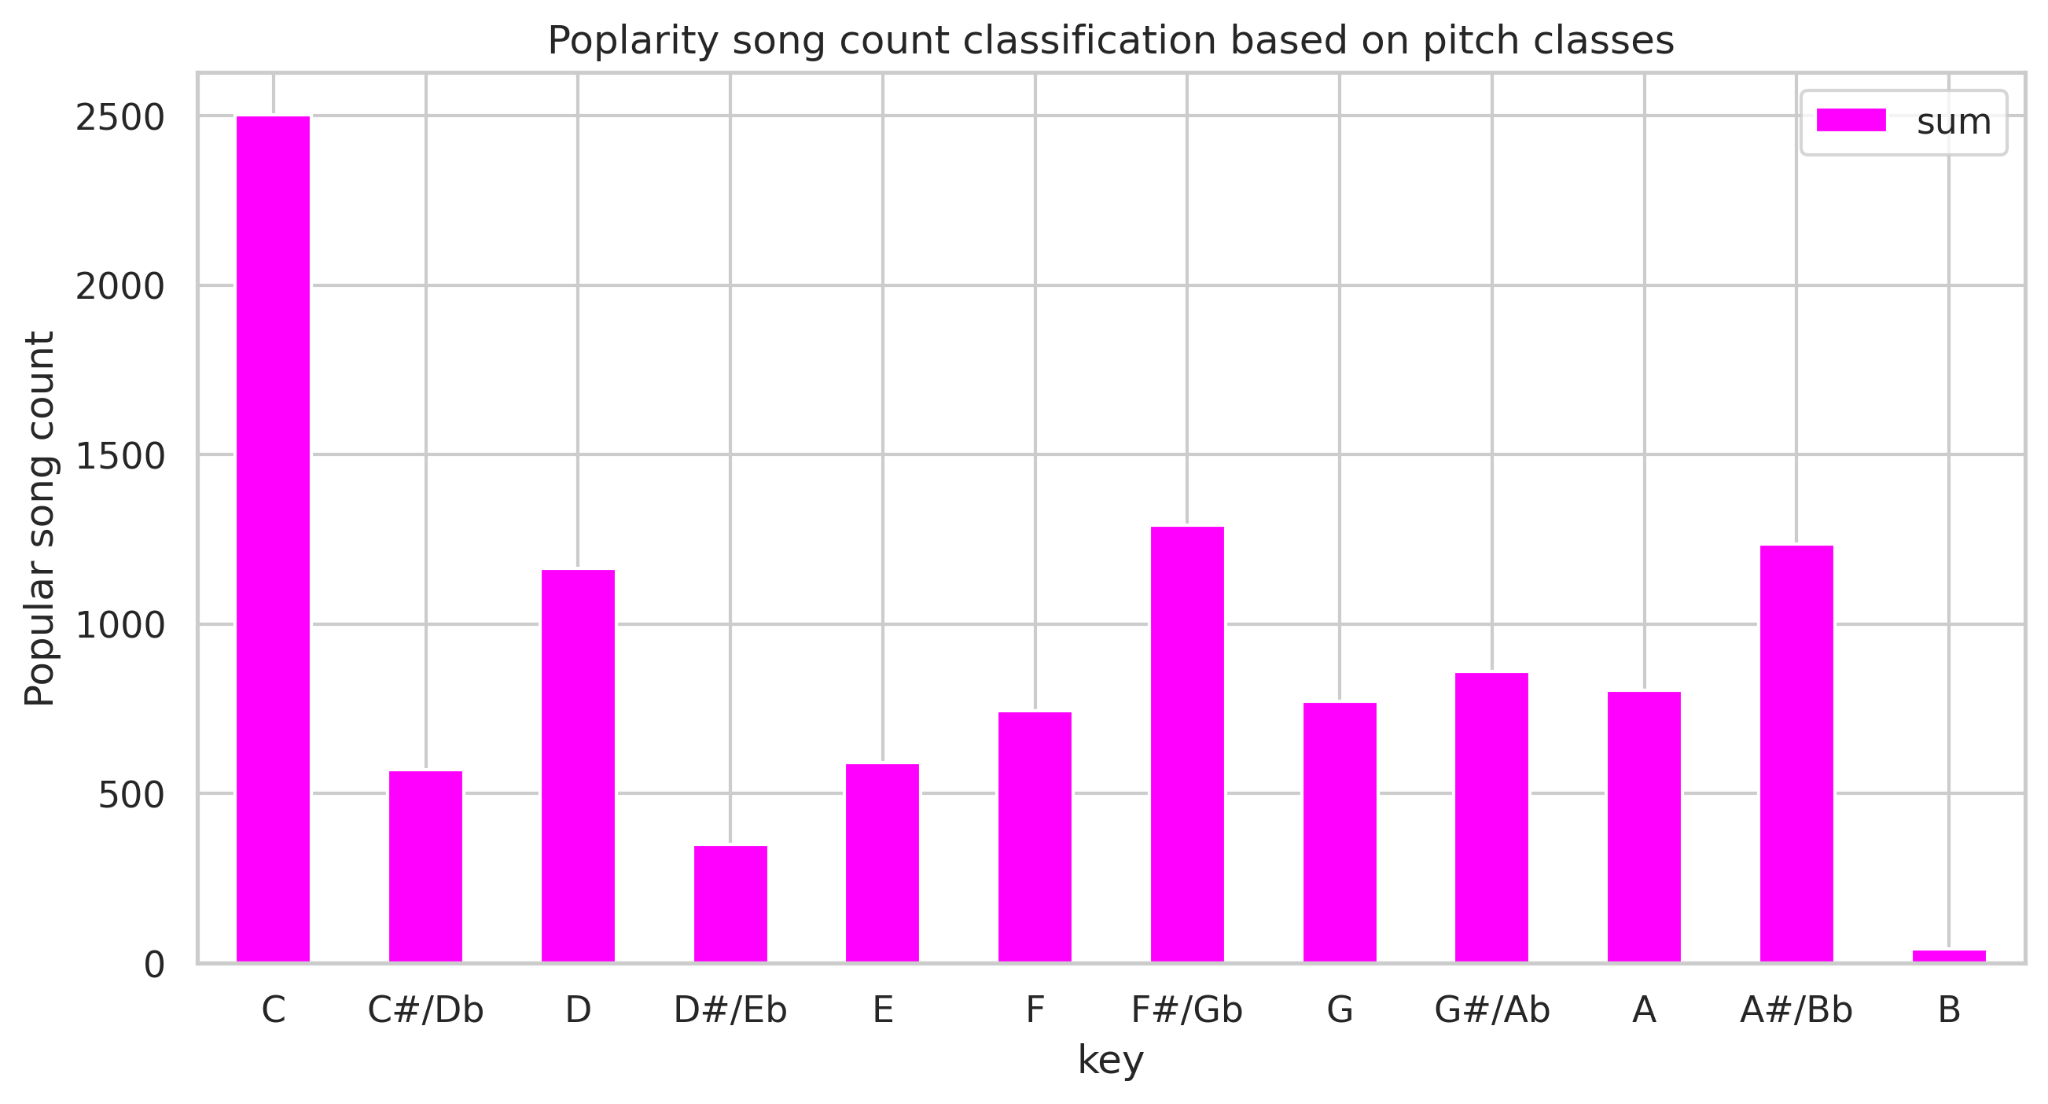 Poplarity song count classification based on pitch classes
sum
Popular song count
2500
2000
1500
1000
500
0
C C#/Db D D#/Eb E F F#/Gb G G#/Ab A A#/Bb B
key